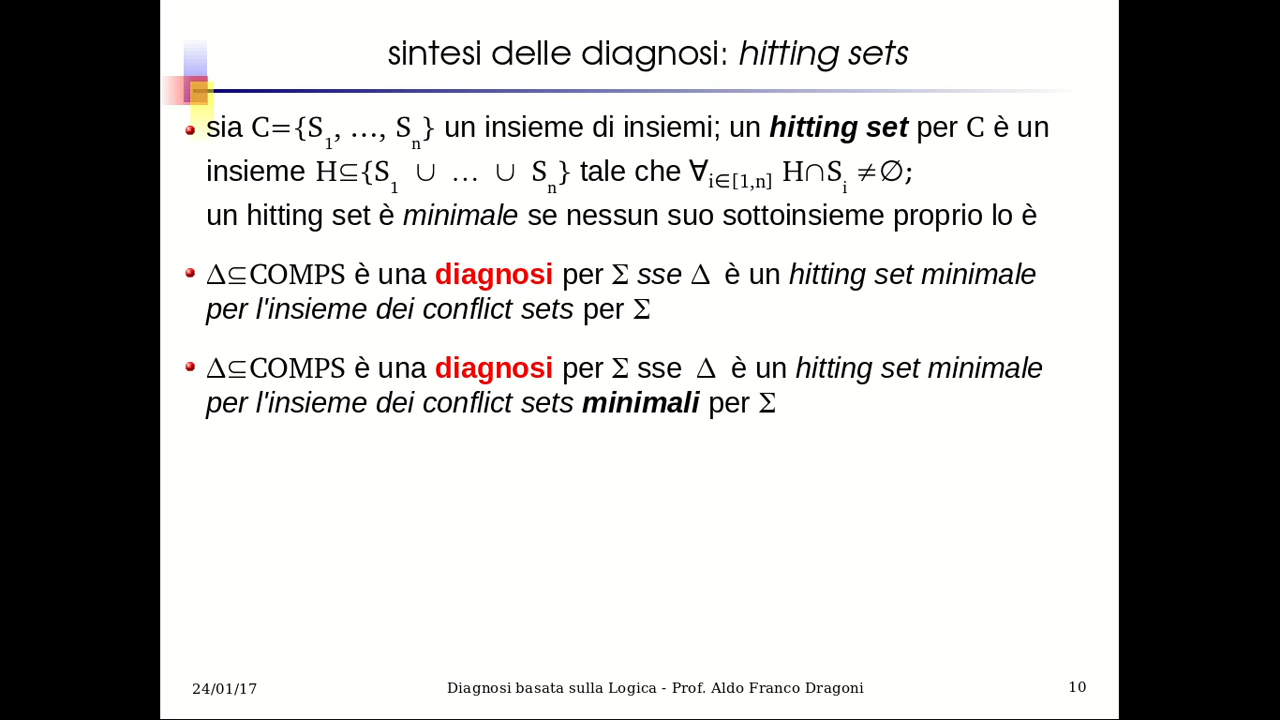 sintesi delle diagnosi: hitting sets
sia C={S1, …, Sn} un insieme di insiemi; un hitting set per C è un
insieme H⊆{S1 ∪ … ∪ Sn} tale che ∀i∈[1,n] H∩Si ≠∅;
un hitting set è minimale se nessun suo sottoinsieme proprio lo è
Δ⊆COMPS è una diagnosi per Σ sse Δ è un hitting set minimale
per l'insieme dei conflict sets per Σ
Δ⊆COMPS è una diagnosi per Σ sse Δ è un hitting set minimale
per l'insieme dei conflict sets minimali per Σ
24/01/17
Diagnosi basata sulla Logica - Prof. Aldo Franco Dragoni
10